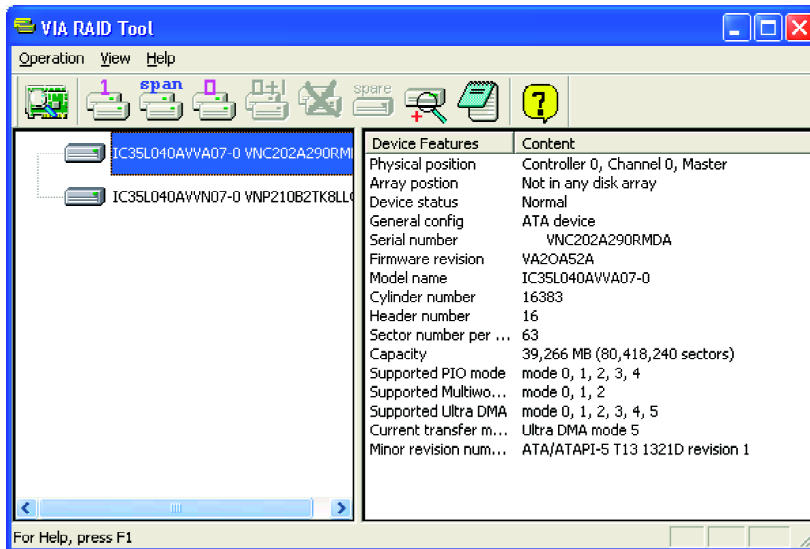 VIA RAID Tool
Operation View Help
1 span 0 0+1 spare ?
IC35L040AVVA07-0 VNC202A290RM
IC35L040AVVN07-0 VNP210B2TK8LL
Device Features Content
Physical position Controller 0, Channel 0, Master
Array postion Not in any disk array
Device status Normal
General config ATA device
Serial number VNC202A290RMDA
Firmware revision VA2OA52A
Model name IC35L040AVVA07-0
Cylinder number 16383
Header number 16
Sector number per ... 63
Capacity 39,266 MB (80,418,240 sectors)
Supported PIO mode mode 0, 1, 2, 3, 4
Supported Multiwo... mode 0, 1, 2
Supported Ultra DMA mode 0, 1, 2, 3, 4, 5
Current transfer m... Ultra DMA mode 5
Minor revision num... ATA/ATAPI-5 T13 1321D revision 1
For Help, press F1